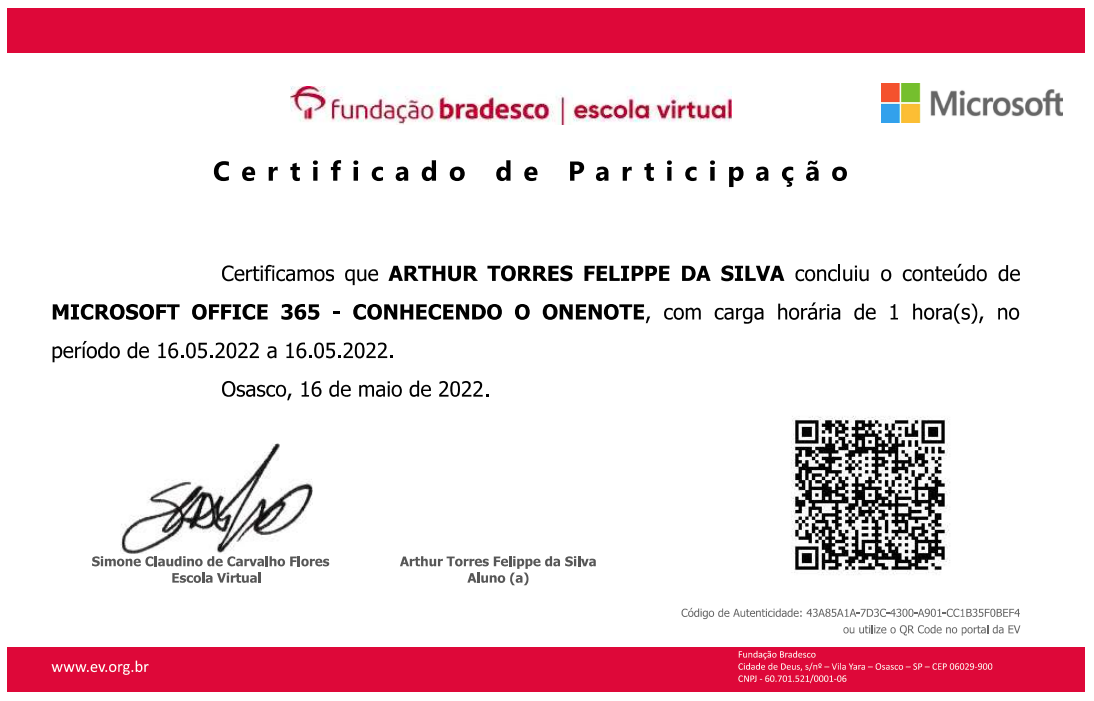 fundação bradesco | escola virtual
Microsoft
Certificado de Participação
Certificamos que ARTHUR TORRES FELIPPE DA SILVA concluiu o conteúdo de
MICROSOFT OFFICE 365 - CONHECENDO O ONENOTE, com carga horária de 1 hora(s), no
período de 16.05.2022 a 16.05.2022.
Osasco, 16 de maio de 2022.
Simone Claudino de Carvalho Flores
Escola Virtual
Arthur Torres Felippe da Silva
Aluno (a)
Código de Autenticidade: 43A85A1A-7D3C-4300-A901-CC1B35F0BEF4
ou utilize o QR Code no portal da EV
www.ev.org.br
Fundação Bradesco
Cidade de Deus, s/nº – Vila Yara – Osasco – SP – CEP 06029-900
CNPJ - 60.701.521/0001-06